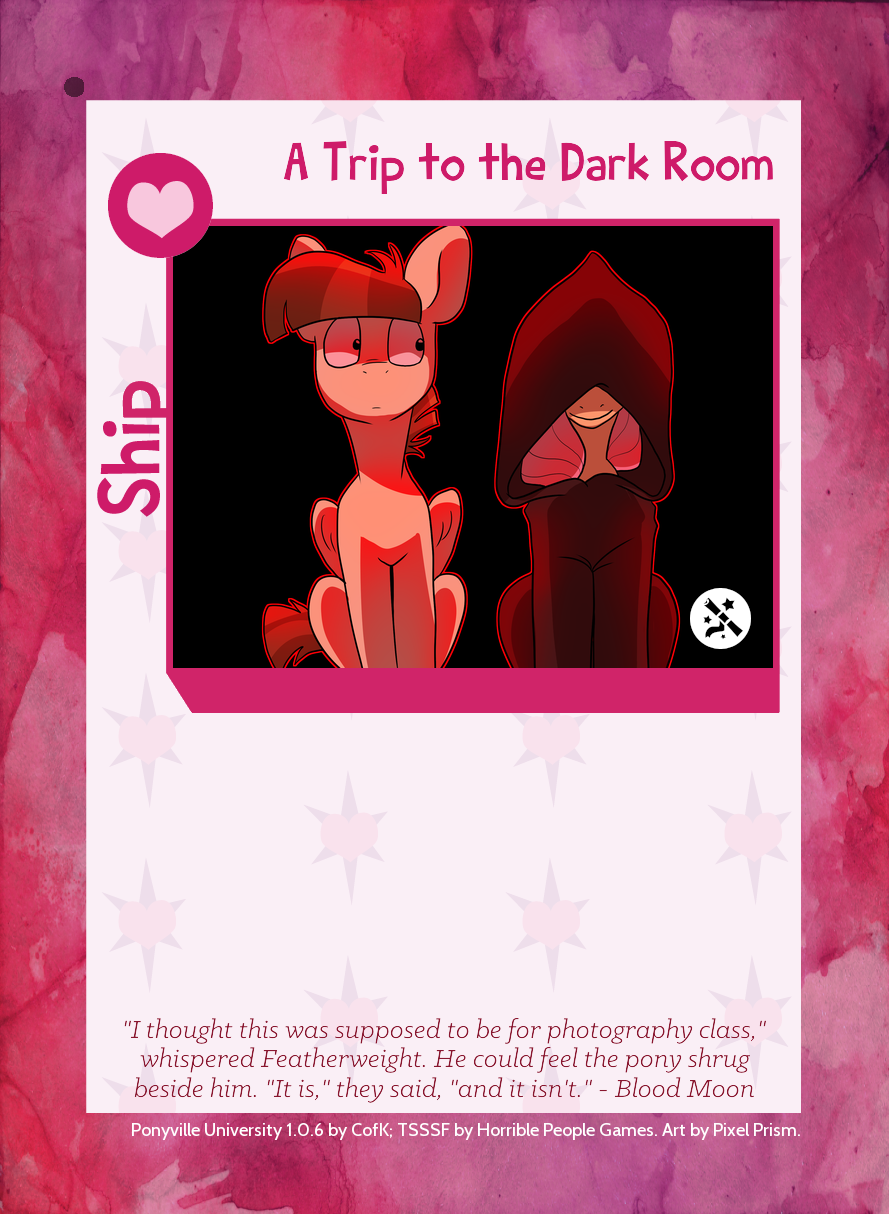 A Trip to the Dark Room
Ship
"I thought this was supposed to be for photography class,"
whispered Featherweight. He could feel the pony shrug
beside him. "It is," they said, "and it isn't." - Blood Moon
Ponyville University 1.0.6 by CofK; TSSSF by Horrible People Games. Art by Pixel Prism.